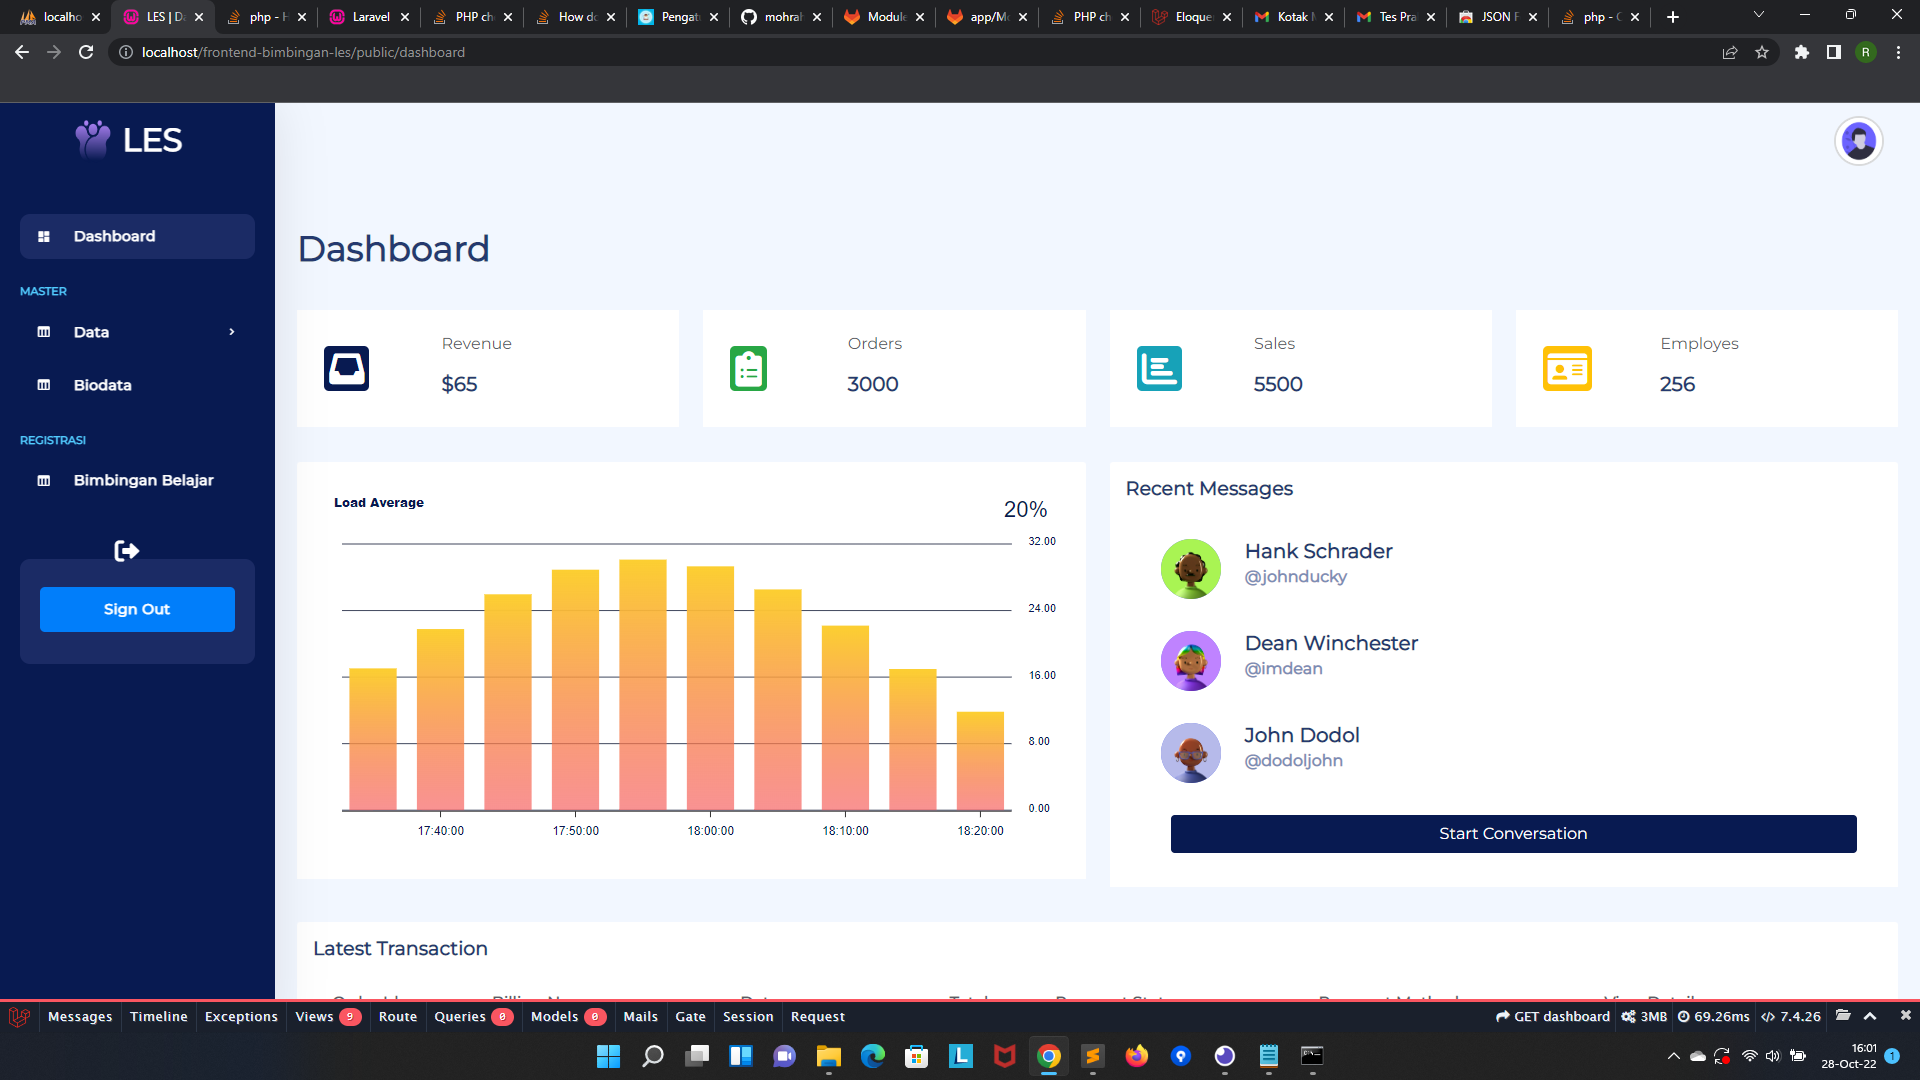 localho
LES | Da
php - H
Laravel
PHP ch
How do
Pengat
mohrah
Module
app/Mo
PHP ch
Eloque
Kotak M
Tes Pra
JSON F
php - C
localhost/frontend-bimbingan-les/public/dashboard
R
LES
Dashboard
MASTER
Data
Biodata
REGISTRASI
Bimbingan Belajar
Sign Out
Dashboard
Revenue
$65
Orders
3000
Sales
5500
Employes
256
Load Average
20%
32.00
24.00
16.00
8.00
0.00
17:40:00
17:50:00
18:00:00
18:10:00
18:20:00
Recent Messages
Hank Schrader
@johnducky
Dean Winchester
@imdean
John Dodol
@dodoljohn
Start Conversation
Latest Transaction
Messages
Timeline
Exceptions
Views 9
Route
Queries 0
Models 0
Mails
Gate
Session
Request
GET dashboard
3MB
69.26ms
7.4.26
L
16:01
28-Oct-22
1